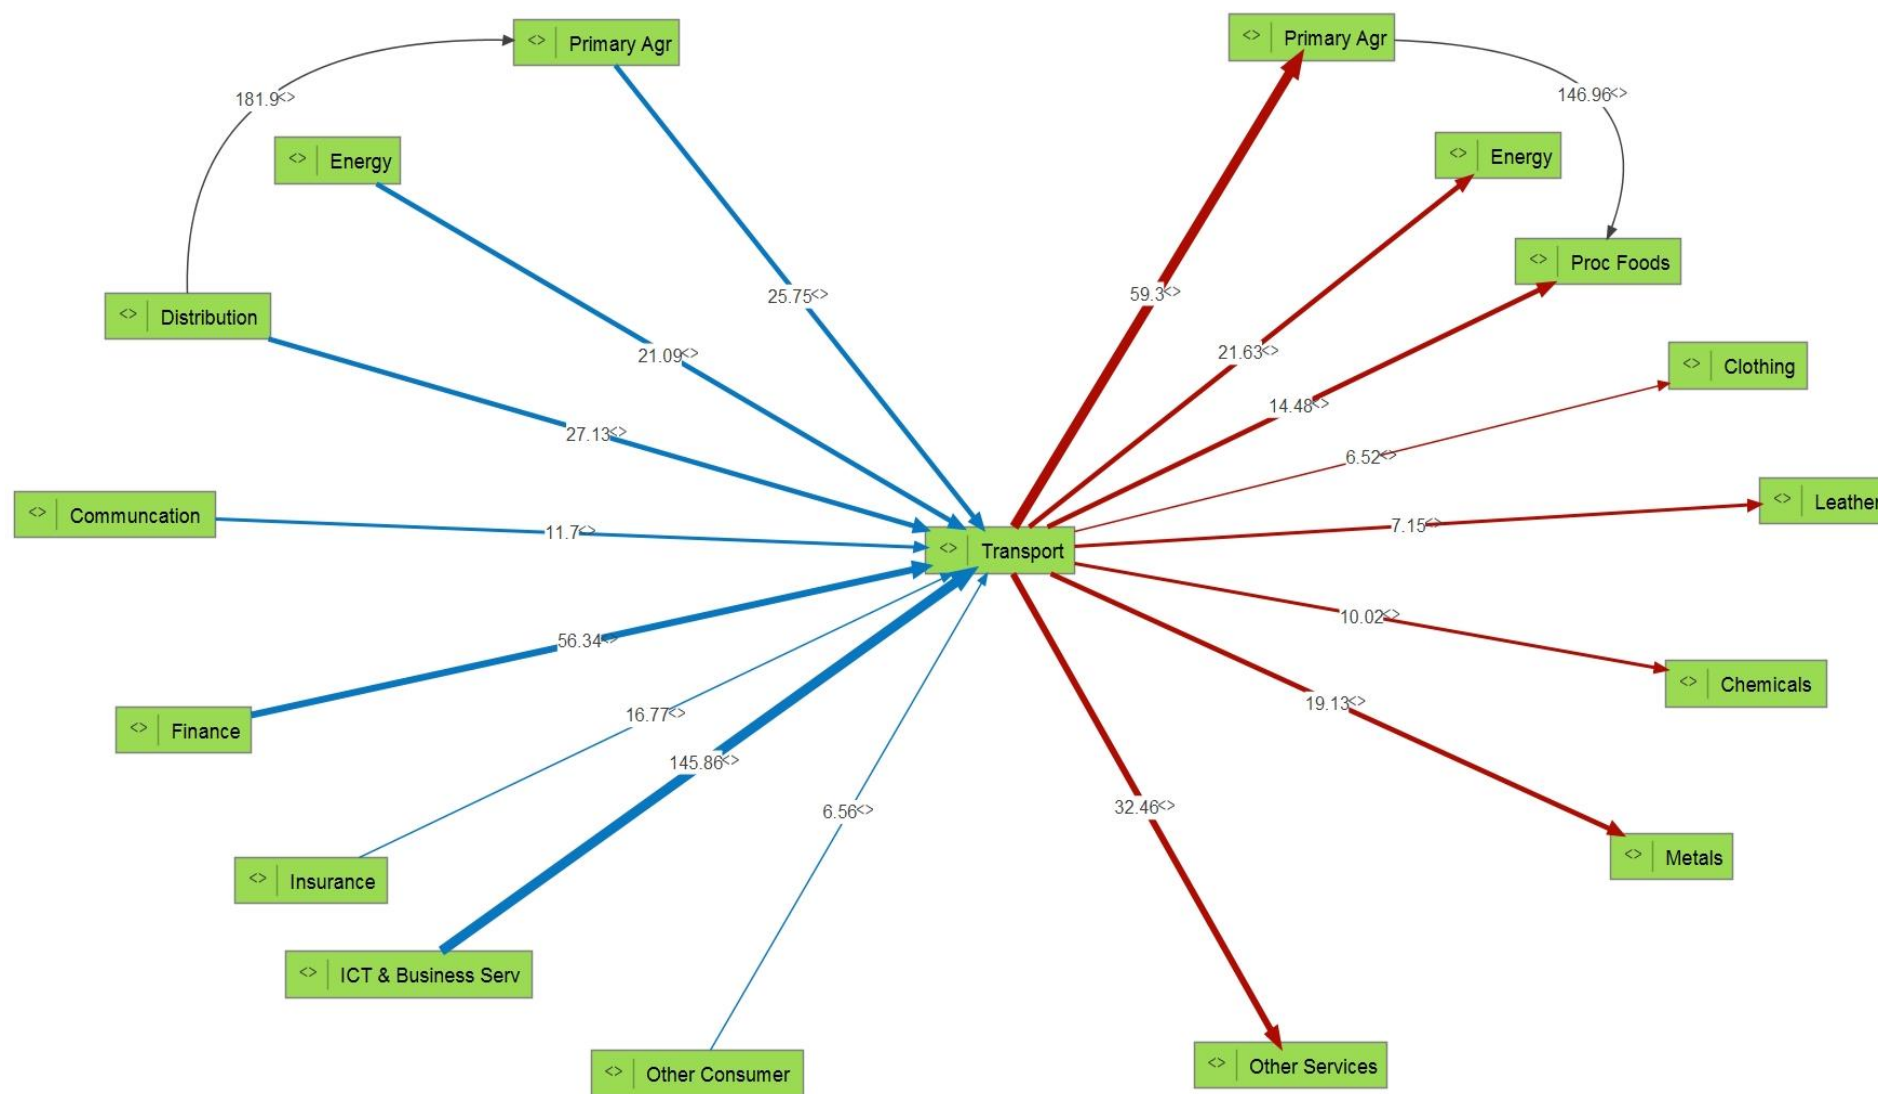 <> Primary Agr
<> Primary Agr
181.9<>
146.96<>
<> Energy
<> Energy
<> Proc Foods
25.75<>
59.3<>
<> Distribution
21.09<>
21.63<>
<> Clothing
14.48<>
27.13<>
6.52<>
<> Leather
<> Communcation
11.7<>
7.15<>
<> Transport
10.02<>
56.34<>
<> Chemicals
<> Finance
16.77<>
19.13<>
145.86<>
6.56<>
32.46<>
<> Metals
<> Insurance
<> ICT & Business Serv
<> Other Consumer
<> Other Services